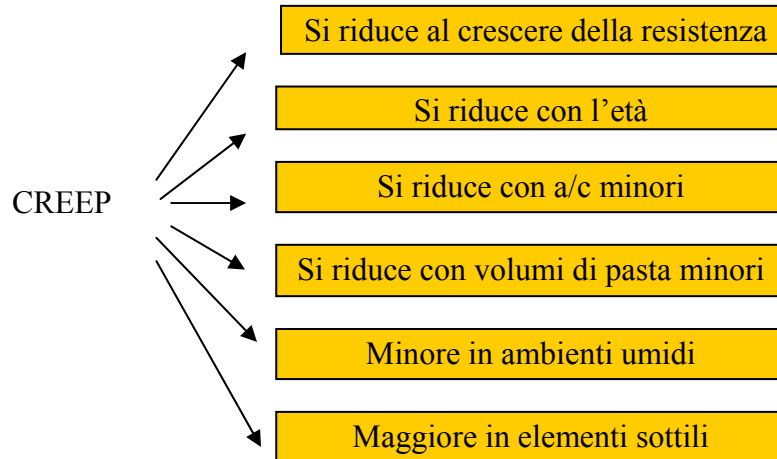 Si riduce al crescere della resistenza
Si riduce con l'età
CREEP
Si riduce con a/c minori
Si riduce con volumi di pasta minori
Minore in ambienti umidi
Maggiore in elementi sottili